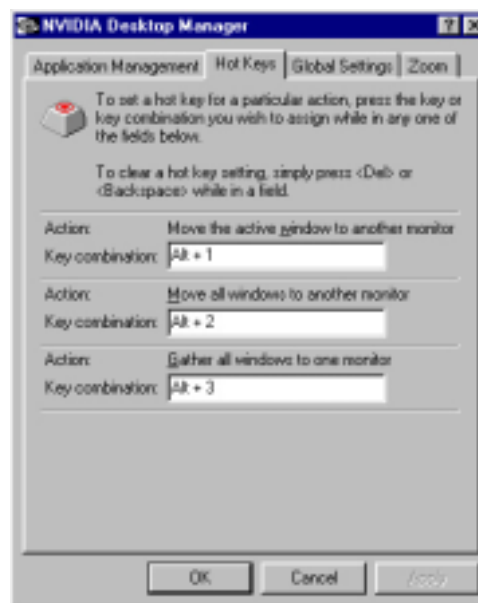 NVIDIA Desktop Manager
Application Management Hot Keys Global Settings Zoom
To set a hot key for a particular action, press the key or
key combination you wish to assign while in any one of
the fields below.
To clear a hot key setting, simply press <Del> or
<Backspace> while in a field.
Action: Move the active window to another monitor
Key combination: Alt + 1
Action: Move all windows to another monitor
Key combination: Alt + 2
Action: Gather all windows to one monitor
Key combination: Alt + 3
OK Cancel Apply